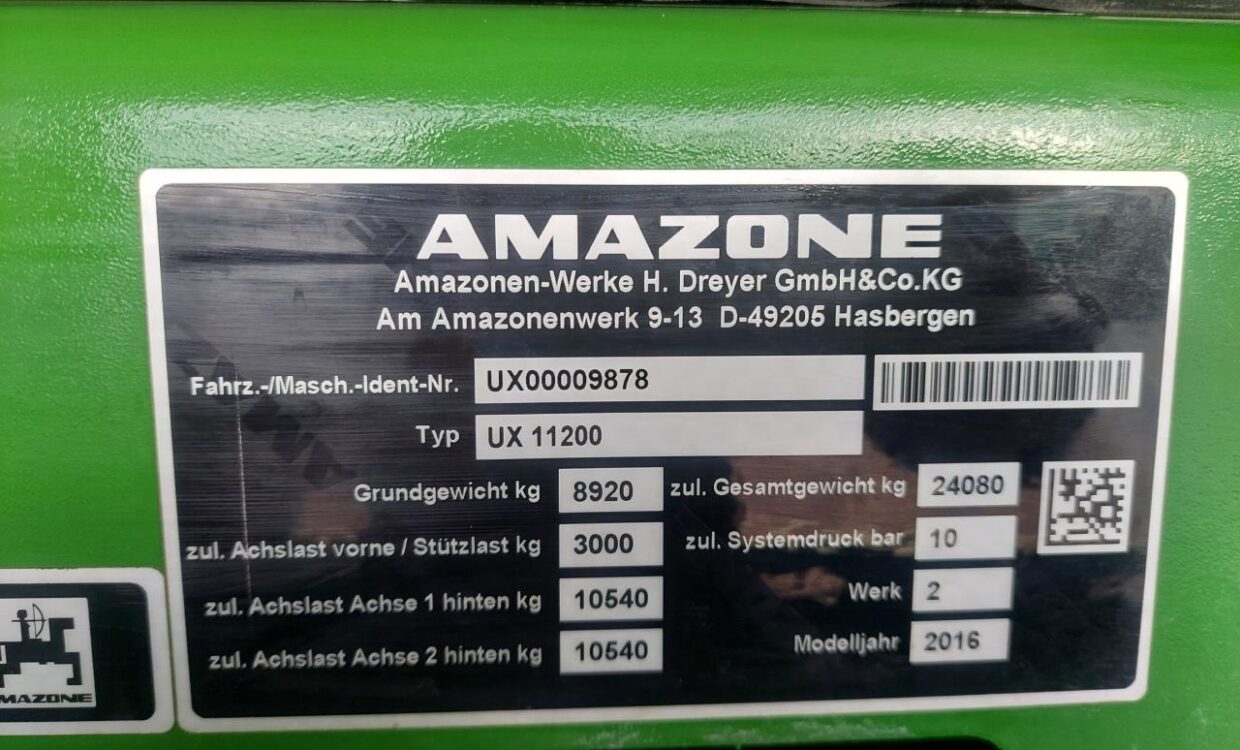 AMAZONE
Amazonen-Werke H. Dreyer GmbH&Co.KG
Am Amazonenwerk 9-13 D-49205 Hasbergen
Fahrz.-/Masch.-Ident-Nr. UX00009878
Typ UX 11200
Grundgewicht kg 8920 zul. Gesamtgewicht kg 24080
zul. Achslast vorne / Stützlast kg 3000 zul. Systemdruck bar 10
zul. Achslast Achse 1 hinten kg 10540 Werk 2
zul. Achslast Achse 2 hinten kg 10540 Modelljahr 2016
AMAZONE